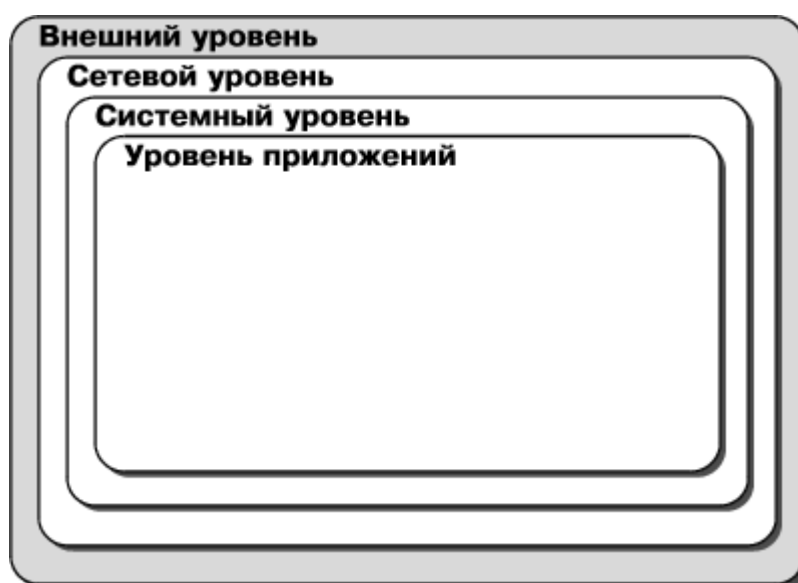 Внешний уровень
Сетевой уровень
Системный уровень
Уровень приложений